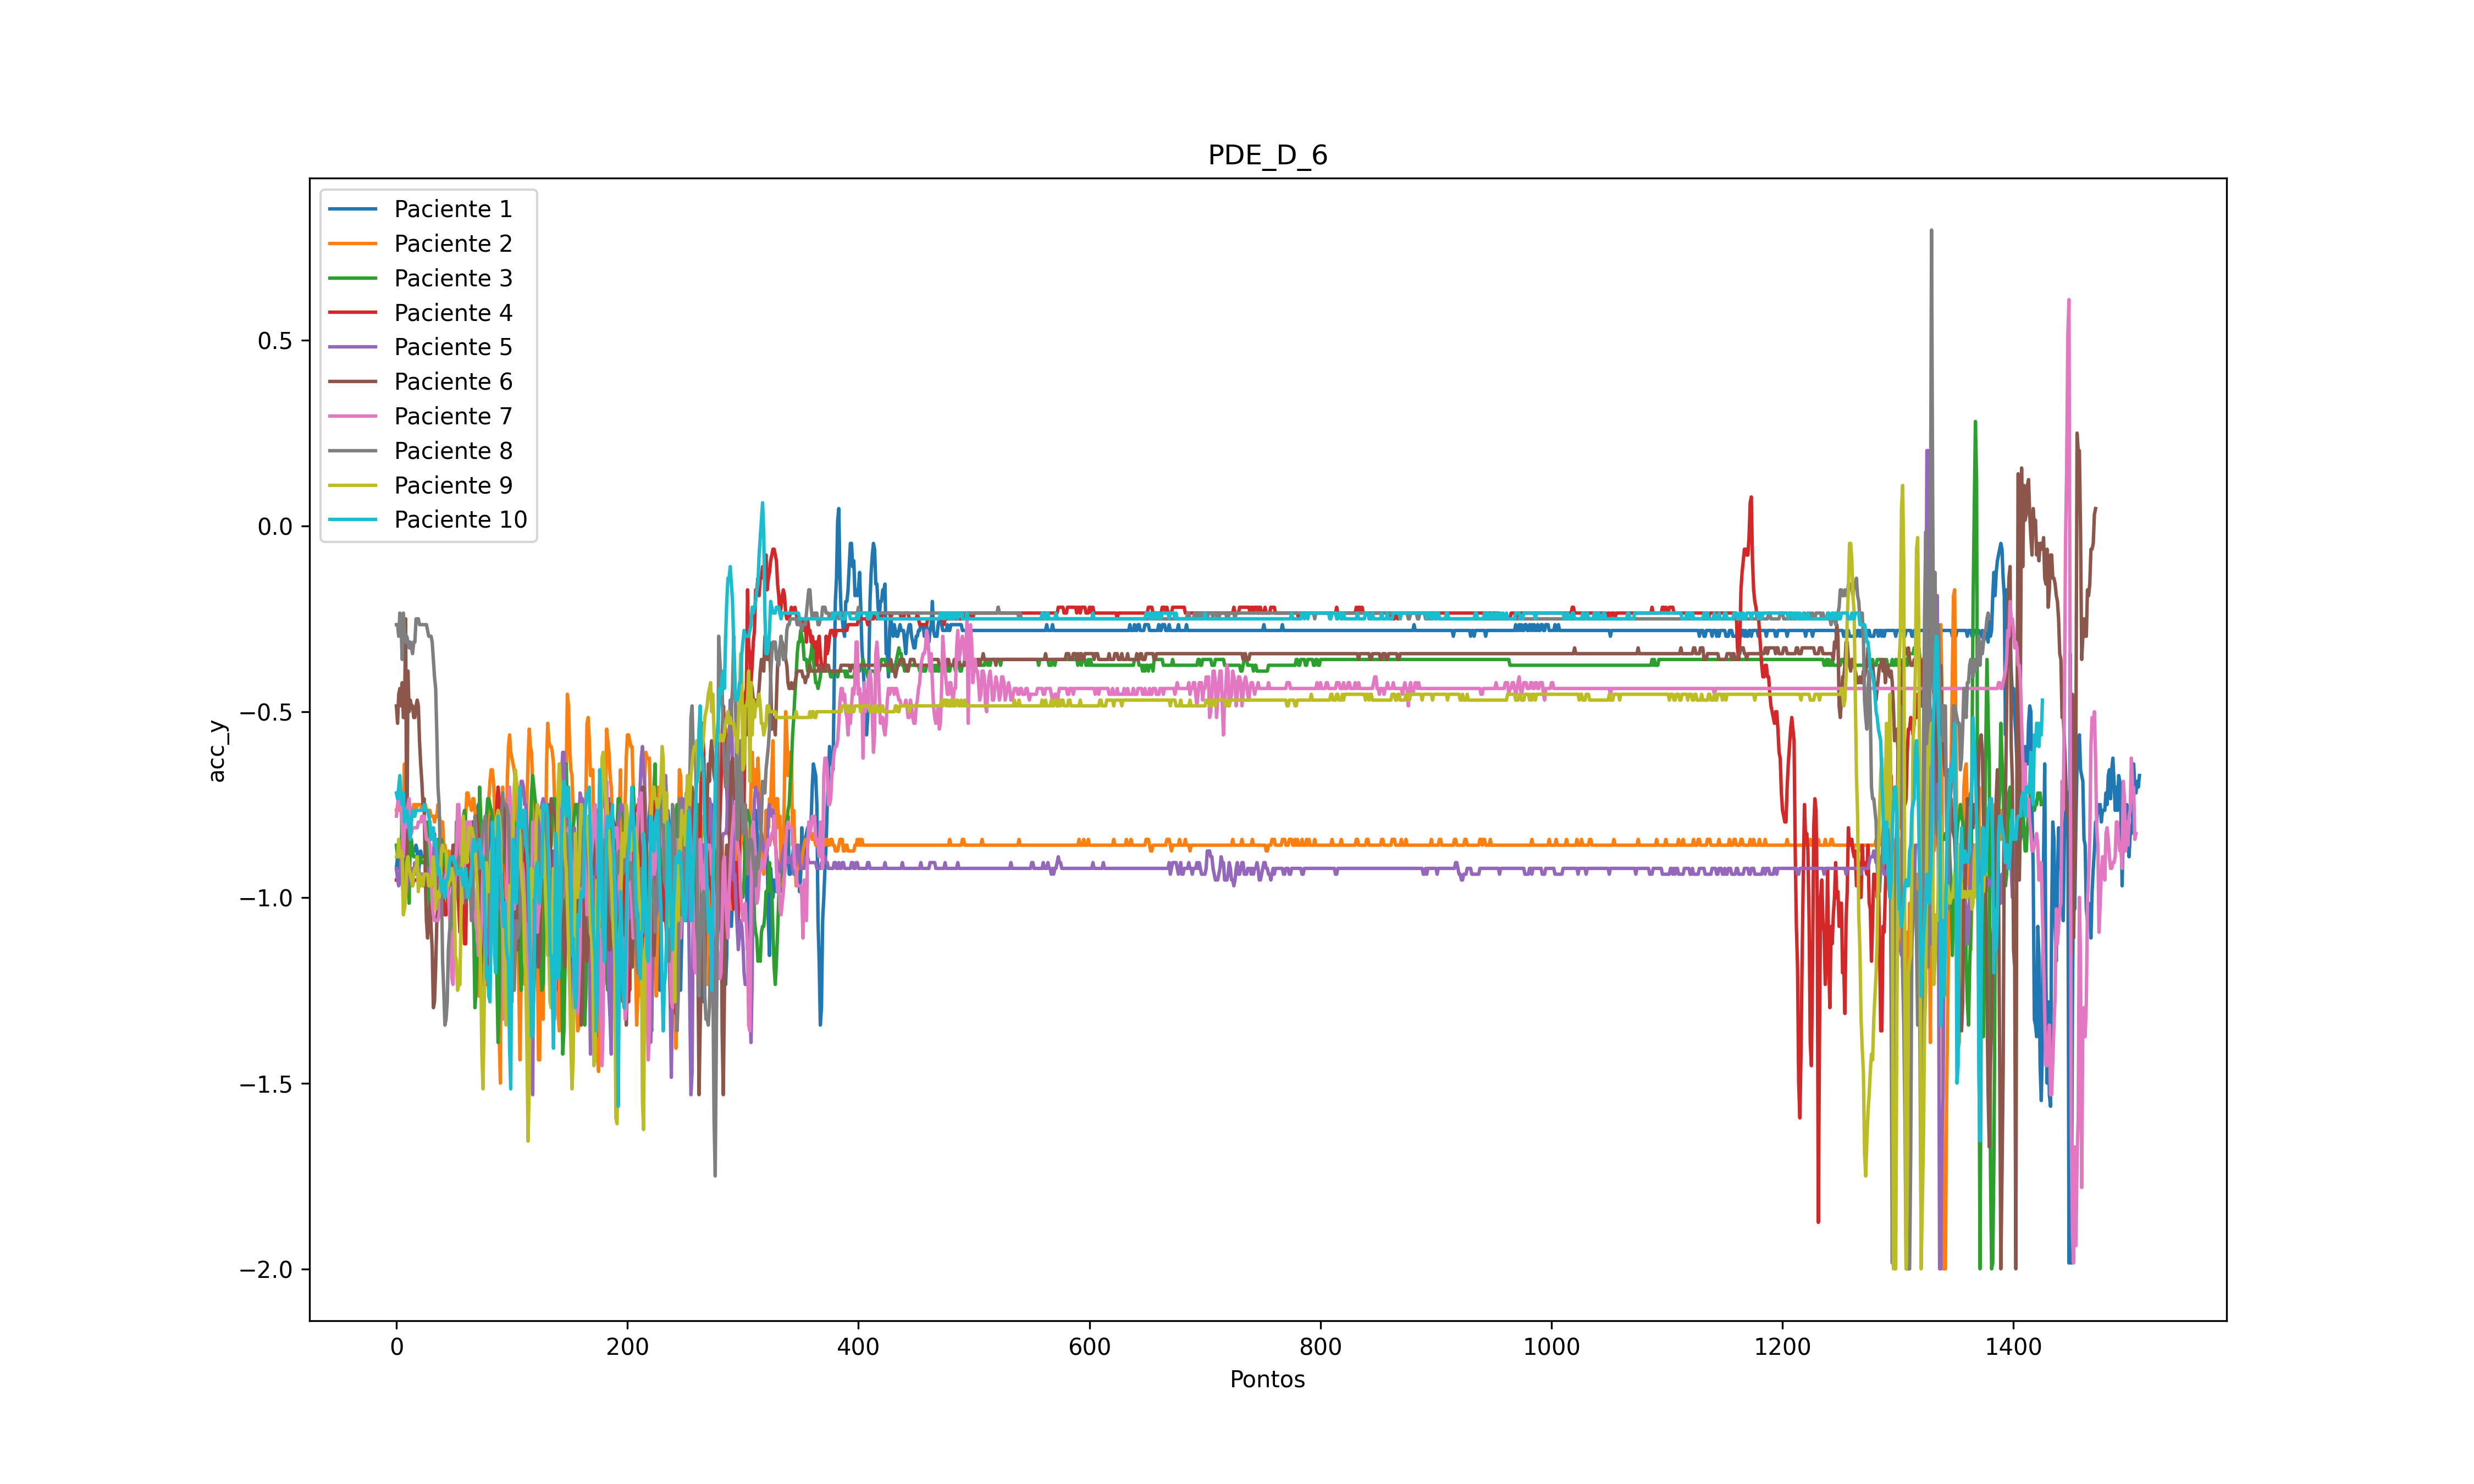 PDE_D_6
Paciente 1
Paciente 2
Paciente 3
Paciente 4
Paciente 5
Paciente 6
Paciente 7
Paciente 8
Paciente 9
Paciente 10
acc_y
0.5
0.0
−0.5
−1.0
−1.5
−2.0
0 200 400 600 800 1000 1200 1400
Pontos